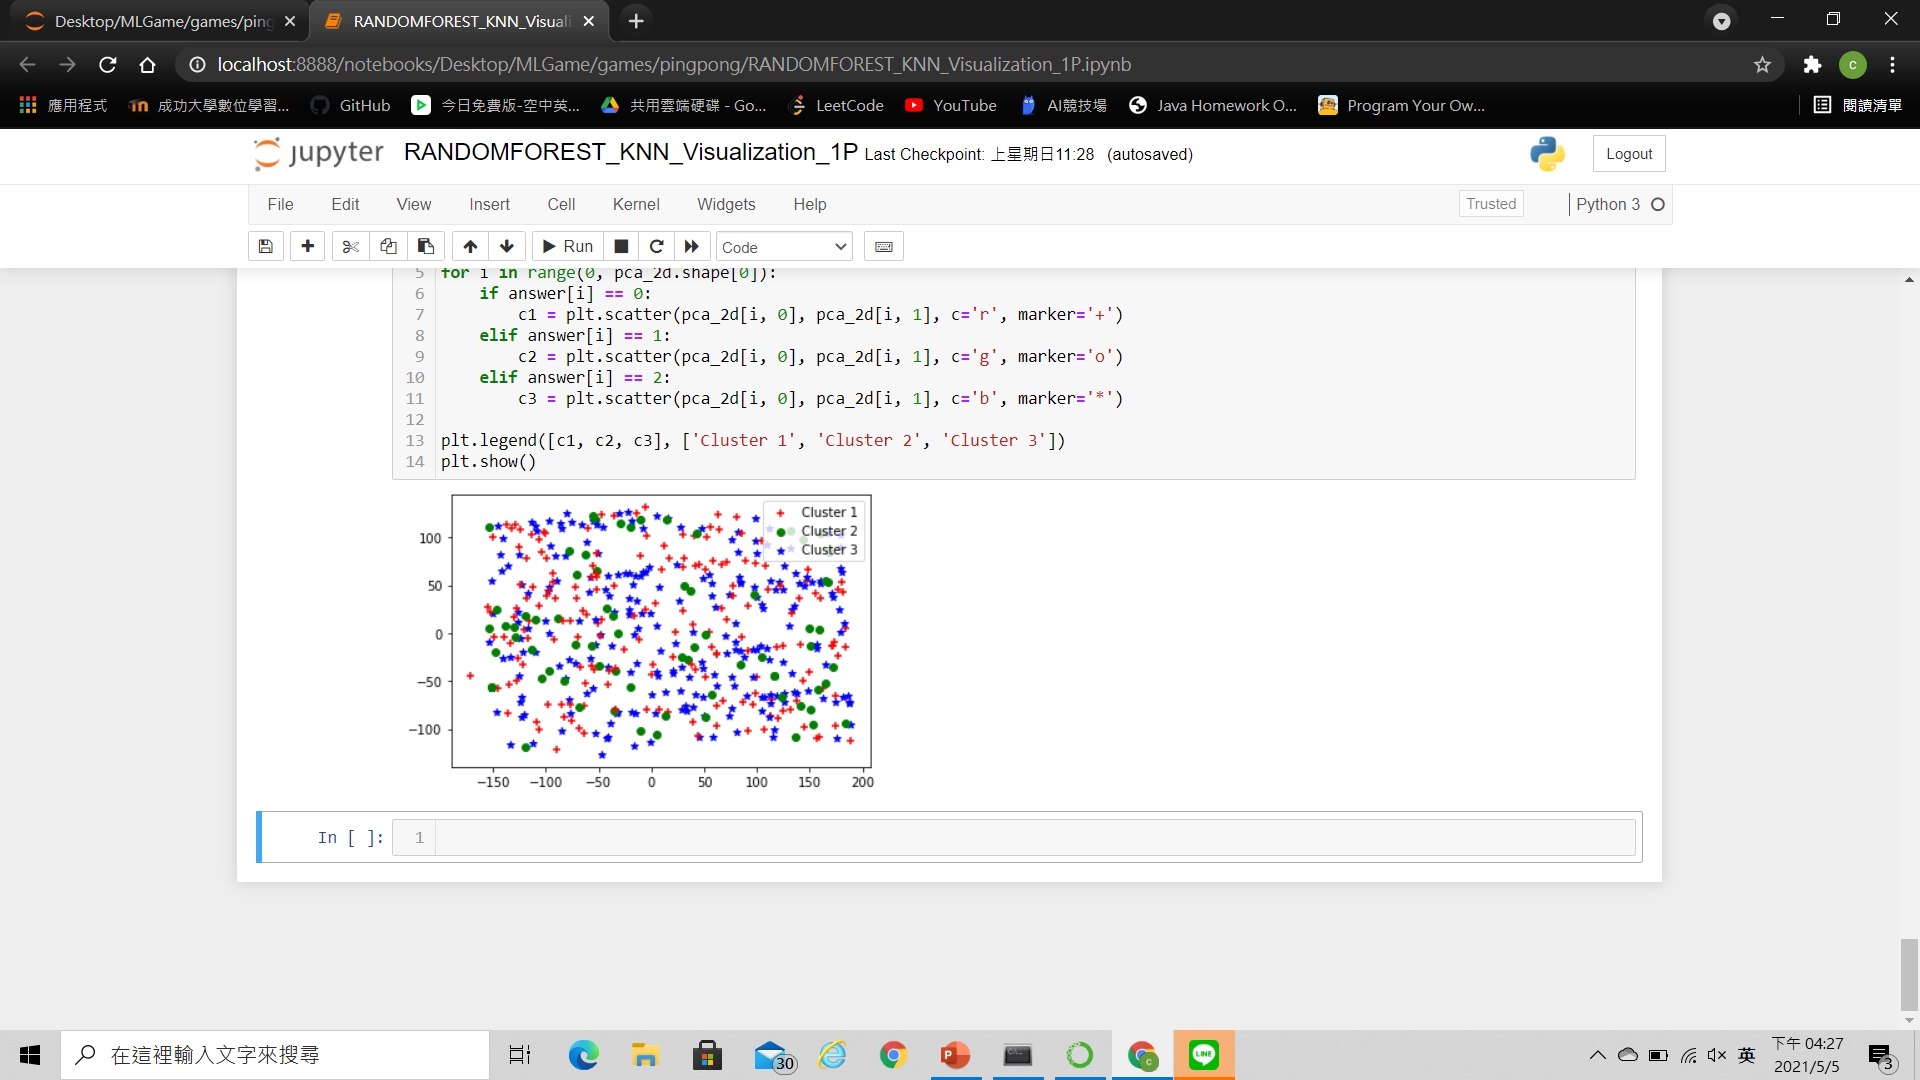 Desktop/MLGame/games/ping
RANDOMFOREST_KNN_Visuali
localhost:8888/notebooks/Desktop/MLGame/games/pingpong/RANDOMFOREST_KNN_Visualization_1P.ipynb
c
應用程式
成功大學數位學習...
GitHub
今日免費版-空中英...
共用雲端硬碟 - Go...
LeetCode
YouTube
AI競技場
Java Homework O...
Program Your Ow...
閱讀清單
jupyter RANDOMFOREST_KNN_Visualization_1P Last Checkpoint: 上星期日11:28 (autosaved)
Logout
File Edit View Insert Cell Kernel Widgets Help
Trusted
Python 3
Run
Code
5 for i in range(0, pca_2d.shape[0]):
6     if answer[i] == 0:
7         c1 = plt.scatter(pca_2d[i, 0], pca_2d[i, 1], c='r', marker='+')
8     elif answer[i] == 1:
9         c2 = plt.scatter(pca_2d[i, 0], pca_2d[i, 1], c='g', marker='o')
10     elif answer[i] == 2:
11         c3 = plt.scatter(pca_2d[i, 0], pca_2d[i, 1], c='b', marker='*')
12
13 plt.legend([c1, c2, c3], ['Cluster 1', 'Cluster 2', 'Cluster 3'])
14 plt.show()
Cluster 1
Cluster 2
Cluster 3
100
50
0
−50
−100
−150 −100 −50 0 50 100 150 200
In [ ]: 1
在這裡輸入文字來搜尋
30
LINE
英
下午 04:27
2021/5/5
3